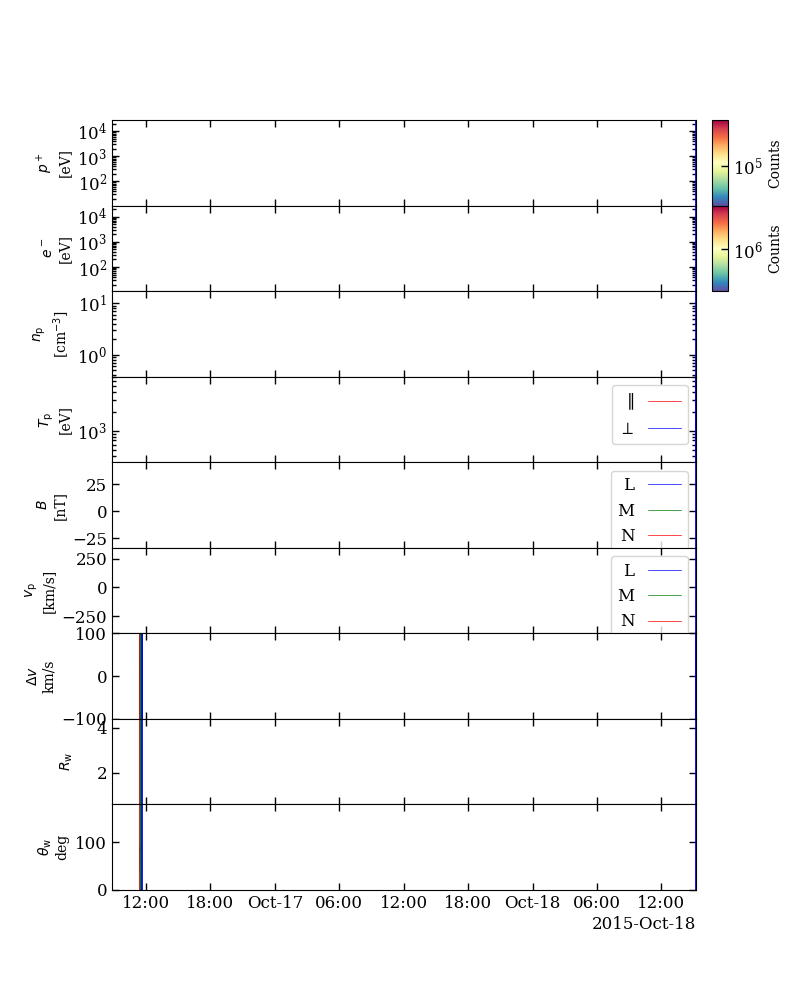 p⁺
[eV]
10⁴
10³
10²
10⁵
Counts
e⁻
[eV]
10⁴
10³
10²
10⁶
Counts
nₚ
[cm⁻³]
10¹
10⁰
Tₚ
[eV]
10³
∥
⊥
B
[nT]
25
0
−25
L
M
N
vₚ
[km/s]
250
0
−250
L
M
N
Δv
km/s
100
0
−100
R_w
4
2
θ_w
deg
100
0
12:00 18:00 Oct-17 06:00 12:00 18:00 Oct-18 06:00 12:00
2015-Oct-18